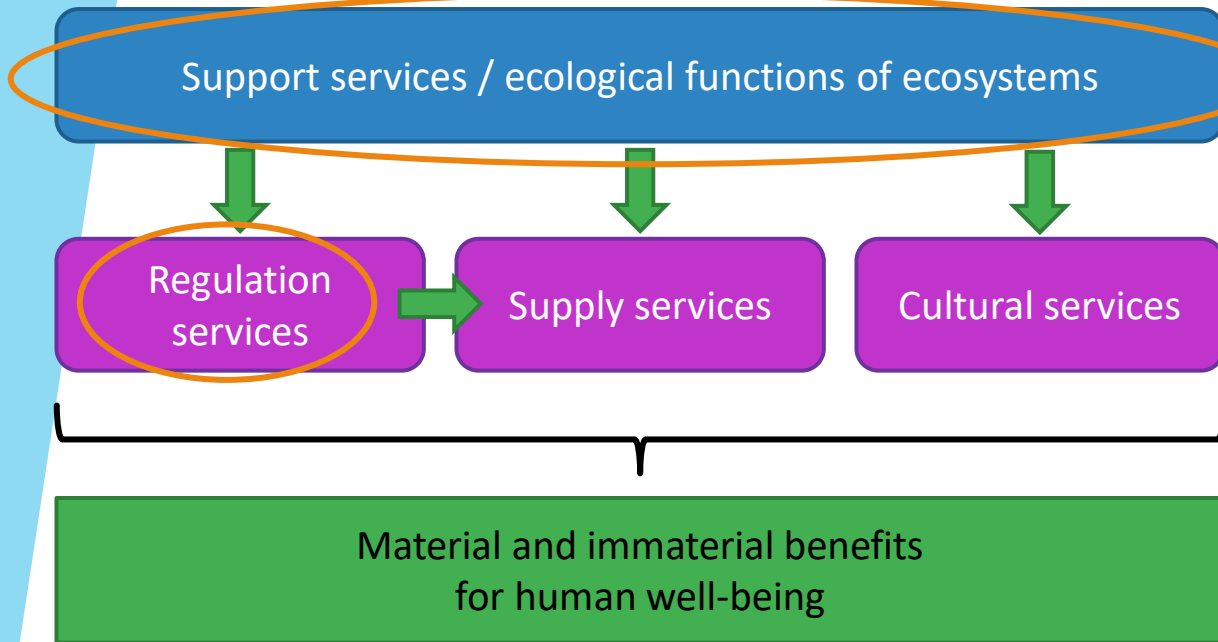 Support services / ecological functions of ecosystems
Regulation
services
Supply services
Cultural services
Material and immaterial benefits
for human well-being